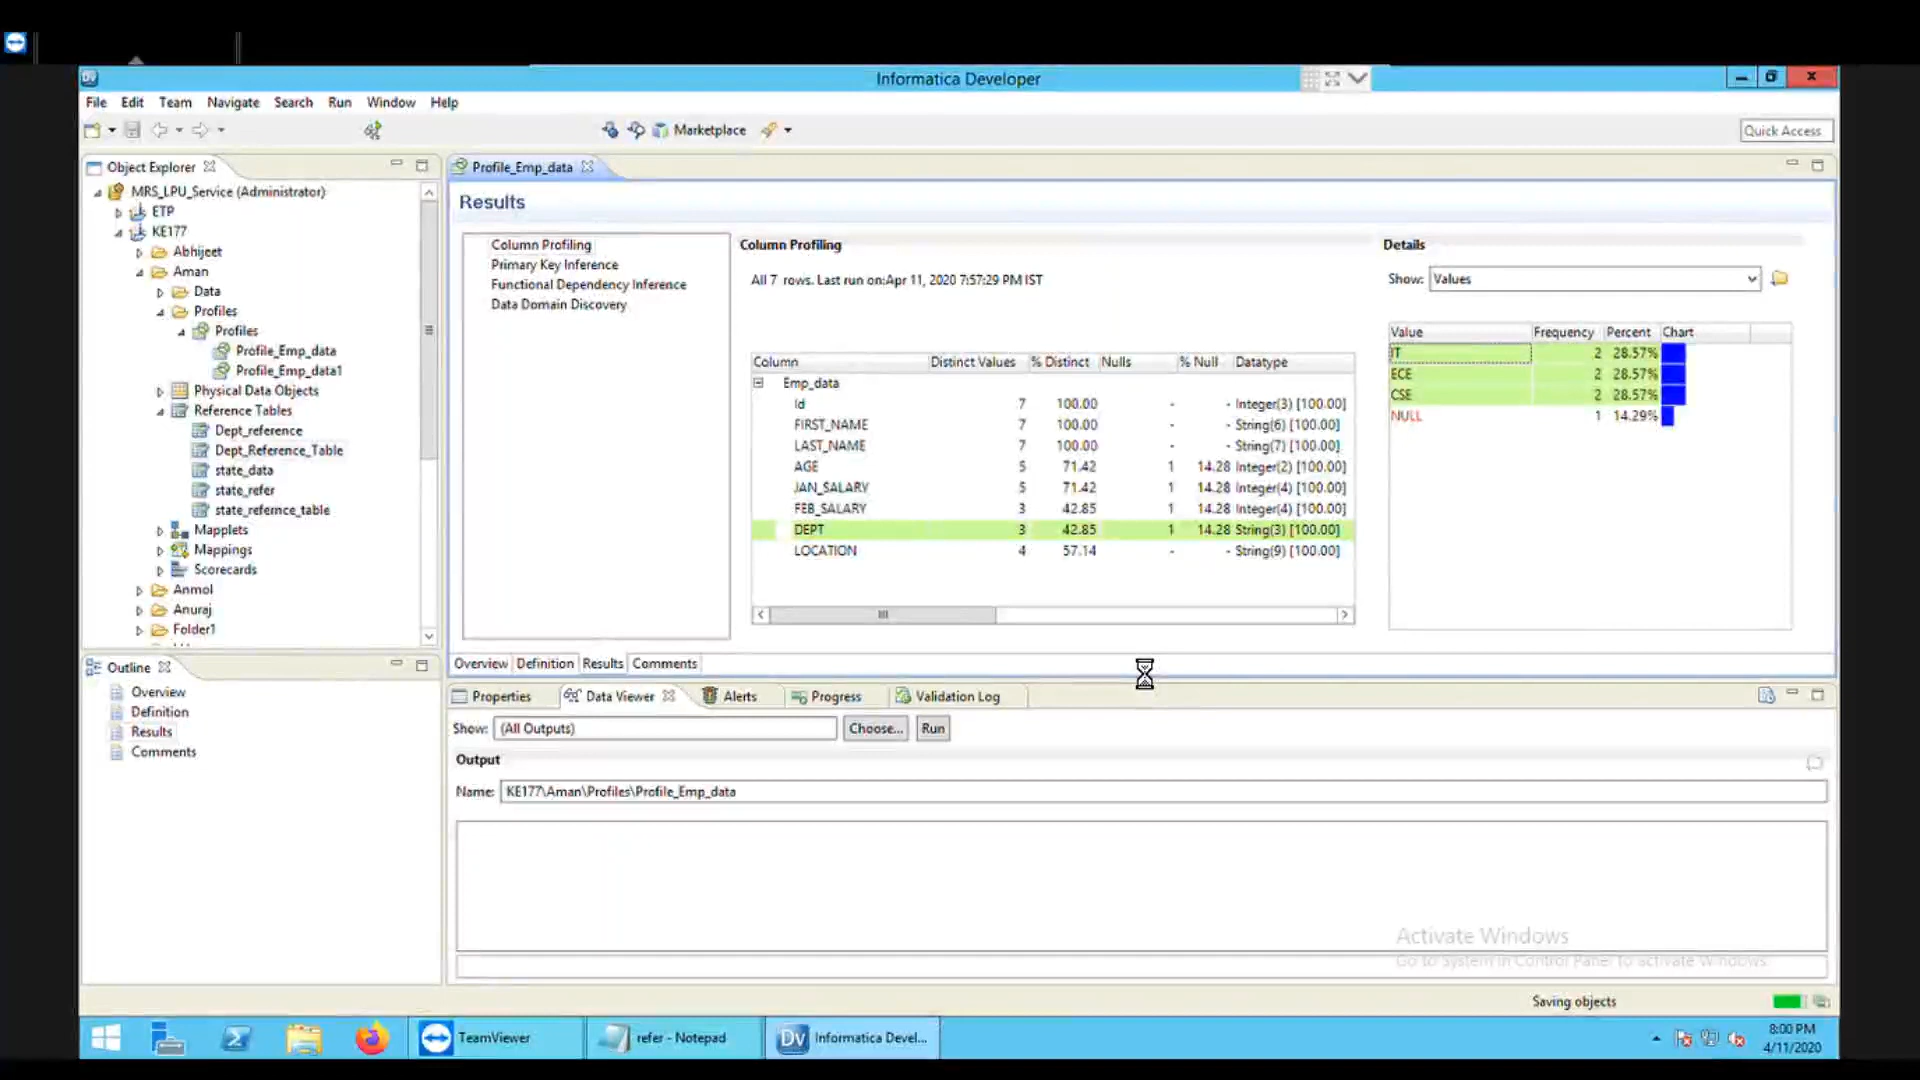 Informatica Developer
File Edit Team Navigate Search Run Window Help
Marketplace
Quick Access
Object Explorer
MRS_LPU_Service (Administrator)
ETP
KE177
Abhijeet
Aman
Data
Profiles
Profiles
Profile_Emp_data
Profile_Emp_data1
Physical Data Objects
Reference Tables
Dept_reference
Dept_Reference_Table
state_data
state_refer
state_refernce_table
Mapplets
Mappings
Scorecards
Anmol
Anuraj
Folder1
Outline
Overview
Definition
Results
Comments
Profile_Emp_data
Results
Column Profiling
Primary Key Inference
Functional Dependency Inference
Data Domain Discovery
Column Profiling
All 7 rows. Last run on:Apr 11, 2020 7:57:29 PM IST
Column Distinct Values % Distinct Nulls % Null Datatype
Emp_data
Id 7 100.00 - - Integer(3) [100.00]
FIRST_NAME 7 100.00 - - String(6) [100.00]
LAST_NAME 7 100.00 - - String(7) [100.00]
AGE 5 71.42 1 14.28 Integer(2) [100.00]
JAN_SALARY 5 71.42 1 14.28 Integer(4) [100.00]
FEB_SALARY 3 42.85 1 14.28 Integer(4) [100.00]
DEPT 3 42.85 1 14.28 String(3) [100.00]
LOCATION 4 57.14 - - String(9) [100.00]
Details
Show: Values
Value Frequency Percent Chart
IT 2 28.57%
ECE 2 28.57%
CSE 2 28.57%
NULL 1 14.29%
Overview Definition Results Comments
Properties Data Viewer Alerts Progress Validation Log
Show: (All Outputs) Choose... Run
Output
Name: KE177\Aman\Profiles\Profile_Emp_data
Activate Windows
Go to System in Control Panel to activate Windows.
Saving objects
TeamViewer
refer - Notepad
Dv Informatica Devel...
8:00 PM
4/11/2020